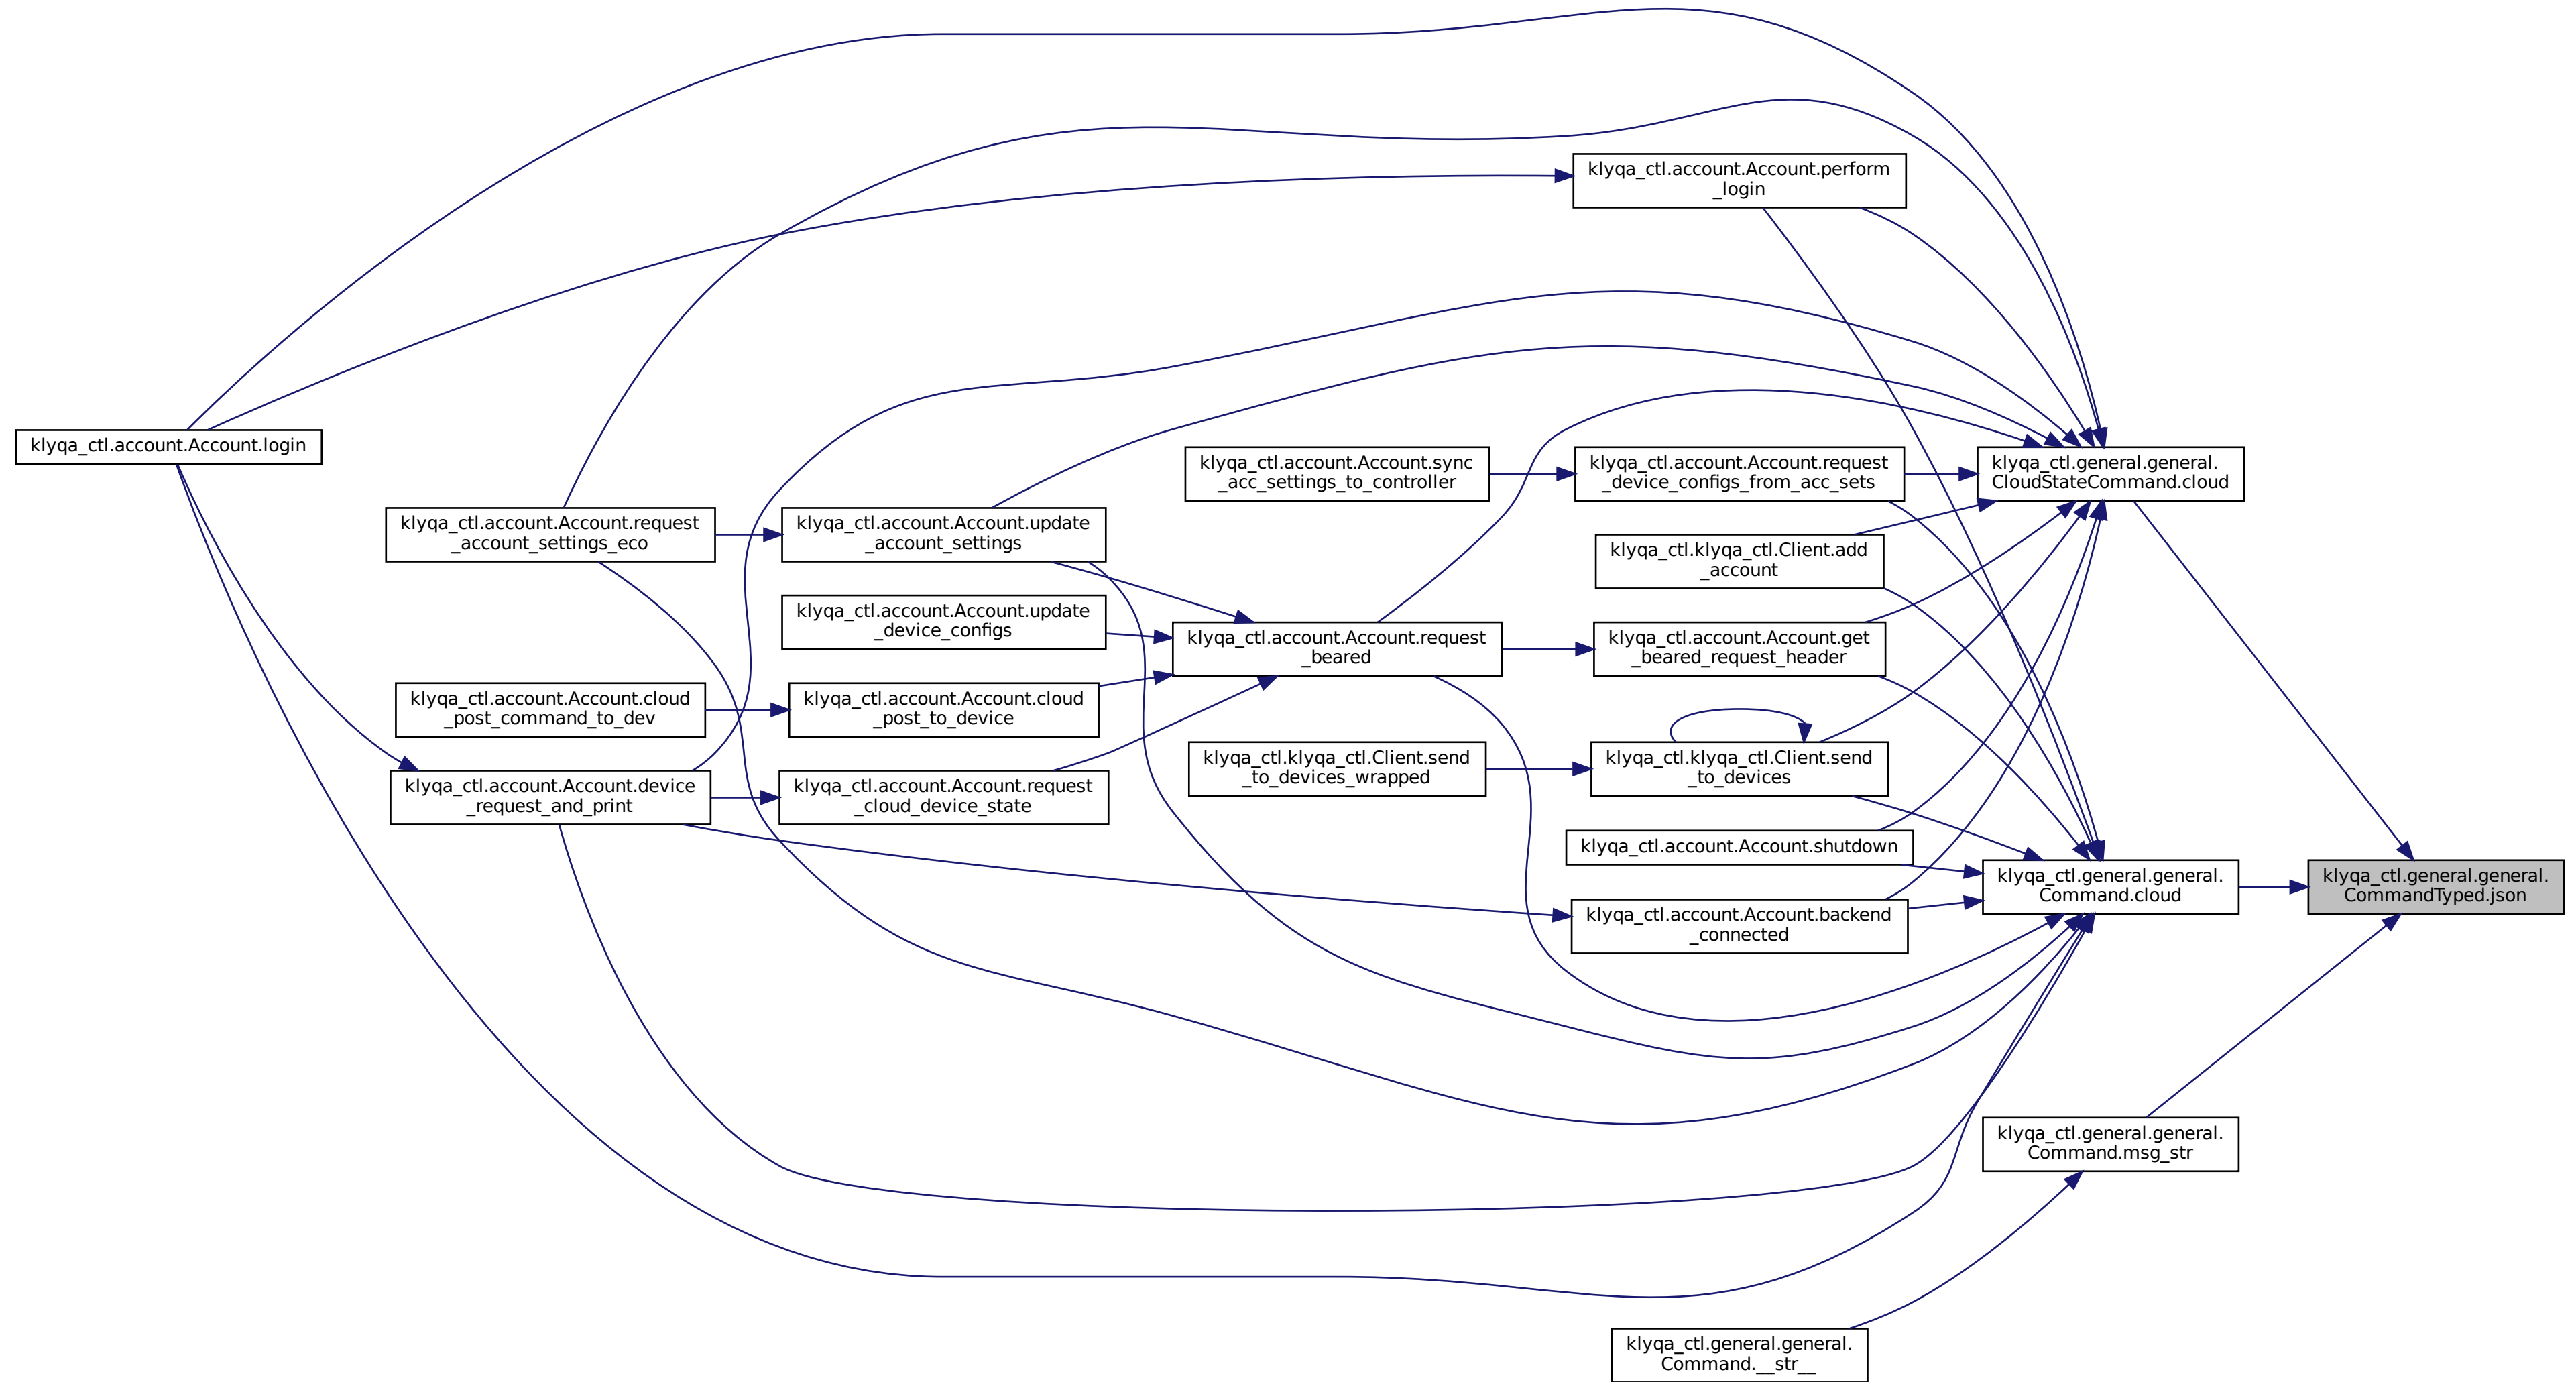 klyqa_ctl.account.Account.perform
_login
klyqa_ctl.account.Account.login
klyqa_ctl.account.Account.sync
_acc_settings_to_controller
klyqa_ctl.account.Account.request
_device_configs_from_acc_sets
klyqa_ctl.general.general.
CloudStateCommand.cloud
klyqa_ctl.account.Account.request
_account_settings_eco
klyqa_ctl.account.Account.update
_account_settings
klyqa_ctl.klyqa_ctl.Client.add
_account
klyqa_ctl.account.Account.update
_device_configs
klyqa_ctl.account.Account.request
_beared
klyqa_ctl.account.Account.get
_beared_request_header
klyqa_ctl.account.Account.cloud
_post_command_to_dev
klyqa_ctl.account.Account.cloud
_post_to_device
klyqa_ctl.klyqa_ctl.Client.send
_to_devices_wrapped
klyqa_ctl.klyqa_ctl.Client.send
_to_devices
klyqa_ctl.account.Account.device
_request_and_print
klyqa_ctl.account.Account.request
_cloud_device_state
klyqa_ctl.account.Account.shutdown
klyqa_ctl.general.general.
Command.cloud
klyqa_ctl.general.general.
CommandTyped.json
klyqa_ctl.account.Account.backend
_connected
klyqa_ctl.general.general.
Command.msg_str
klyqa_ctl.general.general.
Command.__str__